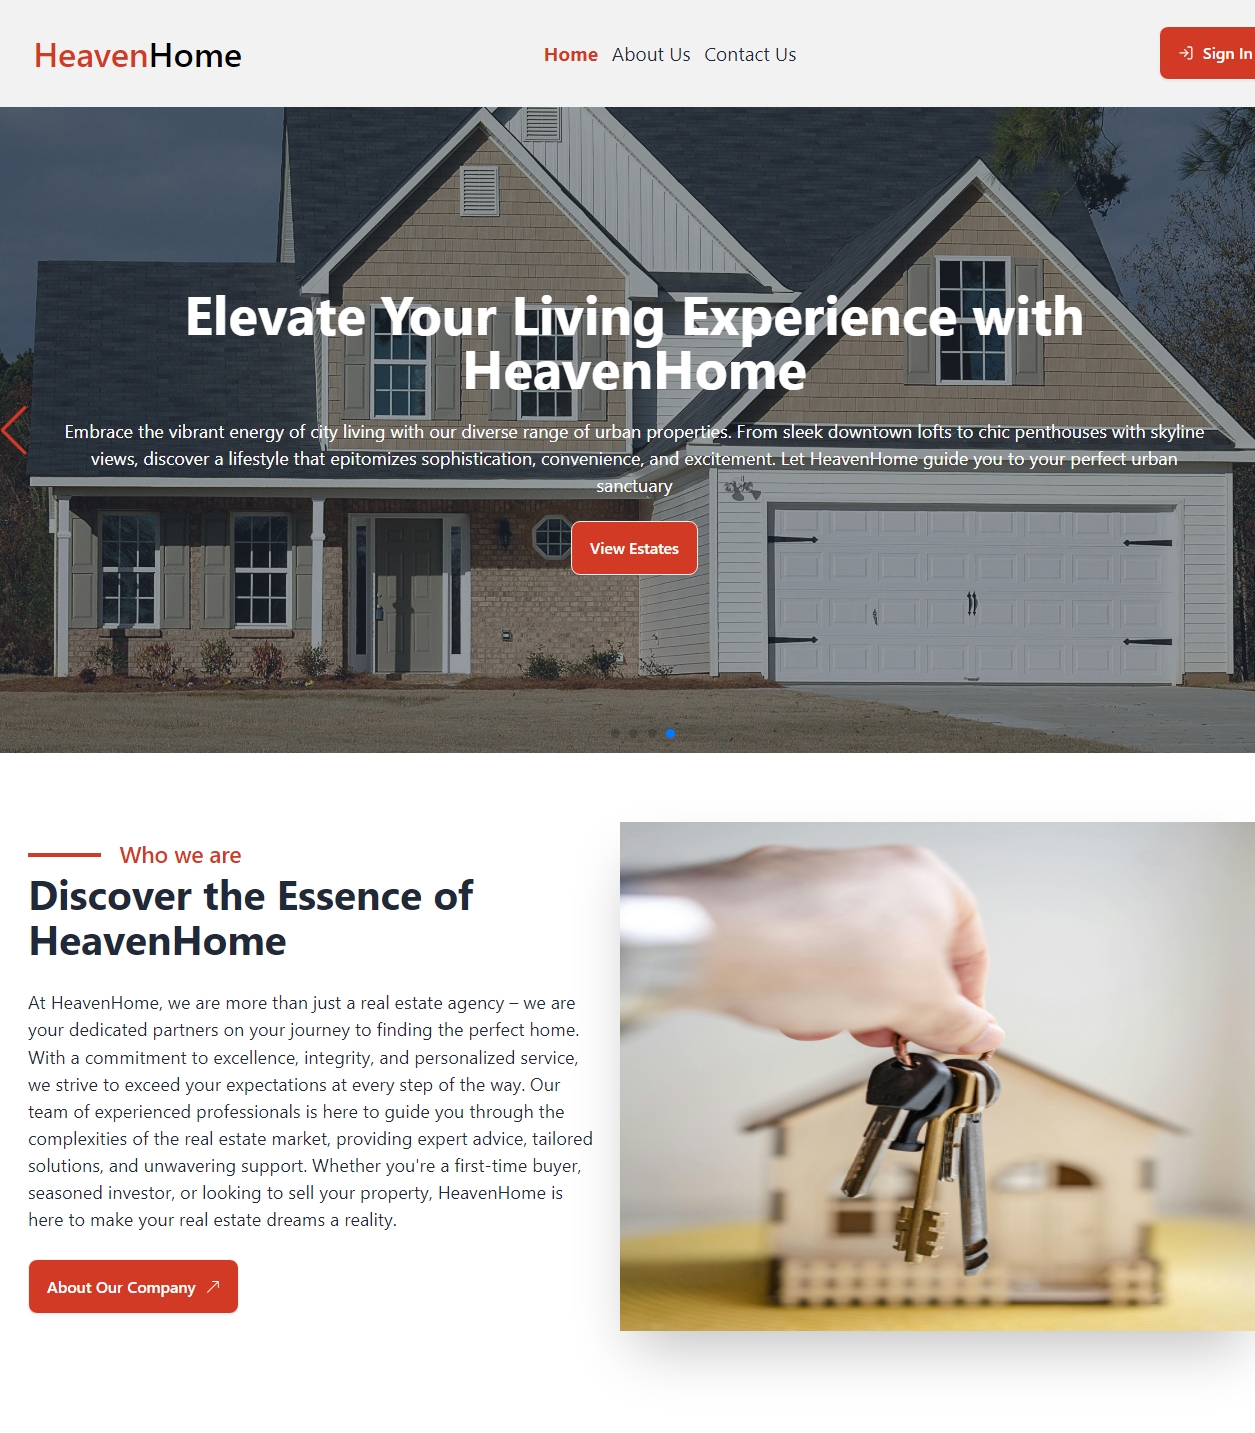 HeavenHome
Home About Us Contact Us
Sign In
Elevate Your Living Experience with
HeavenHome
Embrace the vibrant energy of city living with our diverse range of urban properties. From sleek downtown lofts to chic penthouses with skyline
views, discover a lifestyle that epitomizes sophistication, convenience, and excitement. Let HeavenHome guide you to your perfect urban
sanctuary
View Estates
Who we are
Discover the Essence of
HeavenHome
At HeavenHome, we are more than just a real estate agency – we are
your dedicated partners on your journey to finding the perfect home.
With a commitment to excellence, integrity, and personalized service,
we strive to exceed your expectations at every step of the way. Our
team of experienced professionals is here to guide you through the
complexities of the real estate market, providing expert advice, tailored
solutions, and unwavering support. Whether you're a first-time buyer,
seasoned investor, or looking to sell your property, HeavenHome is
here to make your real estate dreams a reality.
About Our Company